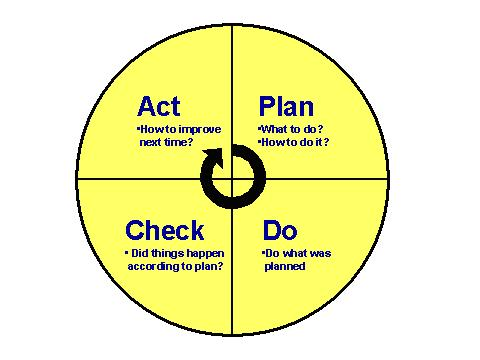 Act
•How to improve
next time?
Plan
•What to do?
•How to do it?
Check
• Did things happen
according to plan?
Do
•Do what was
planned